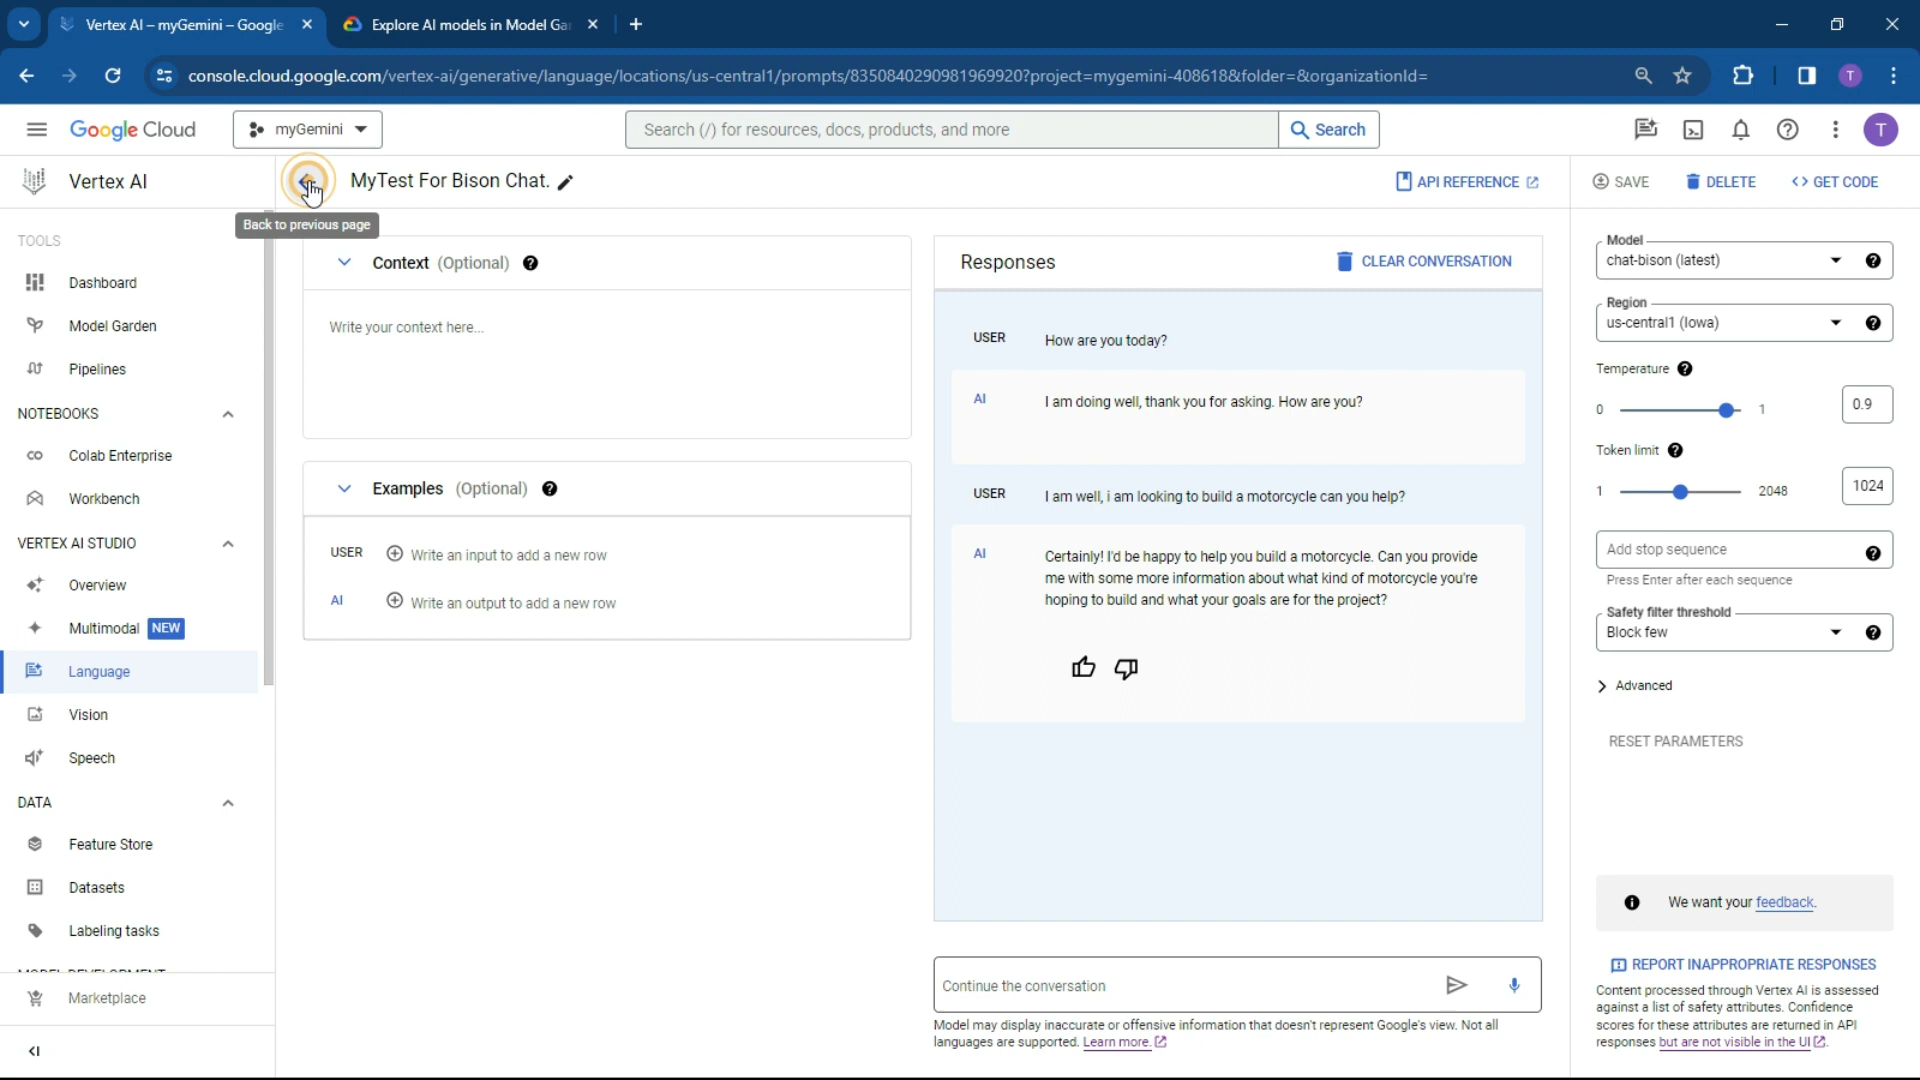 Vertex AI – myGemini – Google
Explore AI models in Model Ga
console.cloud.google.com/vertex-ai/generative/language/locations/us-central1/prompts/8350840290981969920?project=mygemini-408618&folder=&organizationId=
T
Google Cloud
myGemini
Search (/) for resources, docs, products, and more
Search
T
Vertex AI
MyTest For Bison Chat.
API REFERENCE
SAVE
DELETE
<> GET CODE
Back to previous page
TOOLS
Dashboard
Model Garden
Pipelines
NOTEBOOKS
Colab Enterprise
Workbench
VERTEX AI STUDIO
Overview
Multimodal NEW
Language
Vision
Speech
DATA
Feature Store
Datasets
Labeling tasks
MODEL DEVELOPMENT
Marketplace
Context (Optional)
Write your context here...
Examples (Optional)
USER Write an input to add a new row
AI Write an output to add a new row
Responses
CLEAR CONVERSATION
USER How are you today?
AI I am doing well, thank you for asking. How are you?
USER I am well, i am looking to build a motorcycle can you help?
AI Certainly! I'd be happy to help you build a motorcycle. Can you provide
me with some more information about what kind of motorcycle you're
hoping to build and what your goals are for the project?
Continue the conversation
Model may display inaccurate or offensive information that doesn't represent Google's view. Not all
languages are supported. Learn more.
Model
chat-bison (latest)
Region
us-central1 (Iowa)
Temperature
0 1 0.9
Token limit
1 2048 1024
Add stop sequence
Press Enter after each sequence
Safety filter threshold
Block few
Advanced
RESET PARAMETERS
We want your feedback.
REPORT INAPPROPRIATE RESPONSES
Content processed through Vertex AI is assessed
against a list of safety attributes. Confidence
scores for these attributes are returned in API
responses but are not visible in the UI.